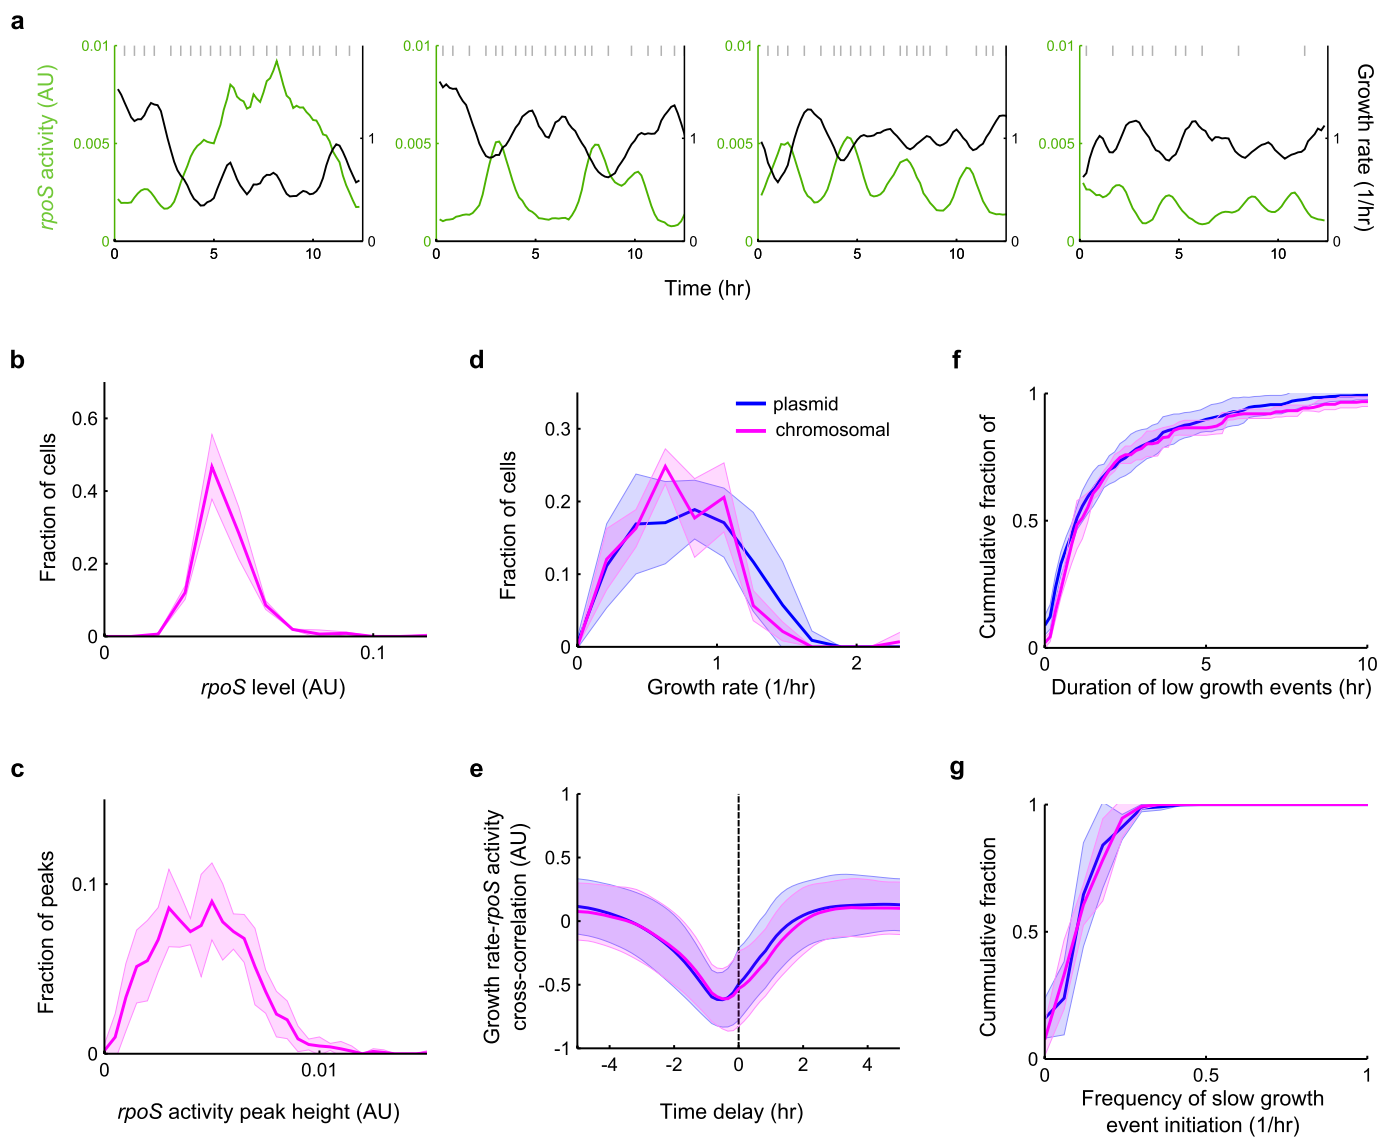 a
rpoS activity (AU)
0.01
0.005
0
0
5
10
1
0
0.01
0.005
0
0
5
10
1
0
0.01
0.005
0
0
5
10
1
0
0.01
0.005
0
0
5
10
1
0
Growth rate (1/hr)
Time (hr)
b
Fraction of cells
0.6
0.4
0.2
0
0
0.1
rpoS level (AU)
d
Fraction of cells
0.3
0.2
0.1
0
plasmid
chromosomal
0
1
2
Growth rate (1/hr)
f
Cummulative fraction of
1
0.5
0
0
5
10
Duration of low growth events (hr)
c
Fraction of peaks
0.1
0
0
0.01
rpoS activity peak height (AU)
e
Growth rate-rpoS activity
cross-correlation (AU)
1
0.5
0
-0.5
-1
-4
-2
0
2
4
Time delay (hr)
g
Cummulative fraction
1
0.5
0
0
0.5
1
Frequency of slow growth
event initiation (1/hr)